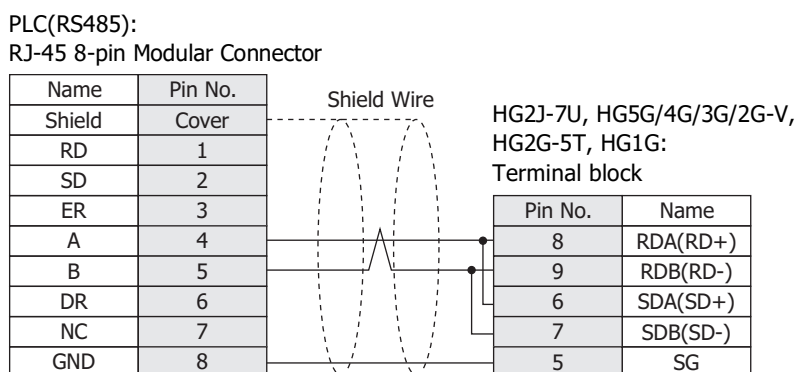 PLC(RS485):
RJ-45 8-pin Modular Connector
Name Pin No.
Shield Cover
RD 1
SD 2
ER 3
A 4
B 5
DR 6
NC 7
GND 8
Shield Wire
HG2J-7U, HG5G/4G/3G/2G-V,
HG2G-5T, HG1G:
Terminal block
Pin No. Name
8 RDA(RD+)
9 RDB(RD-)
6 SDA(SD+)
7 SDB(SD-)
5 SG